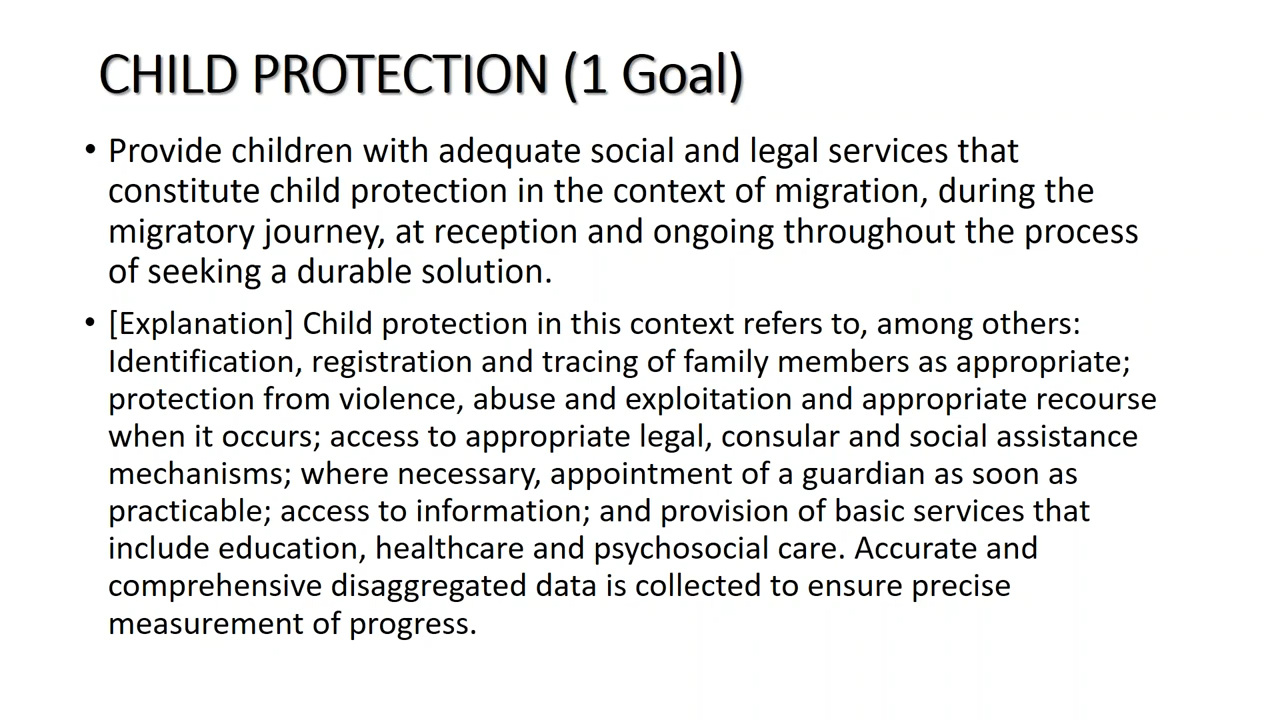 CHILD PROTECTION (1 Goal)
• Provide children with adequate social and legal services that
constitute child protection in the context of migration, during the
migratory journey, at reception and ongoing throughout the process
of seeking a durable solution.
• [Explanation] Child protection in this context refers to, among others:
Identification, registration and tracing of family members as appropriate;
protection from violence, abuse and exploitation and appropriate recourse
when it occurs; access to appropriate legal, consular and social assistance
mechanisms; where necessary, appointment of a guardian as soon as
practicable; access to information; and provision of basic services that
include education, healthcare and psychosocial care. Accurate and
comprehensive disaggregated data is collected to ensure precise
measurement of progress.